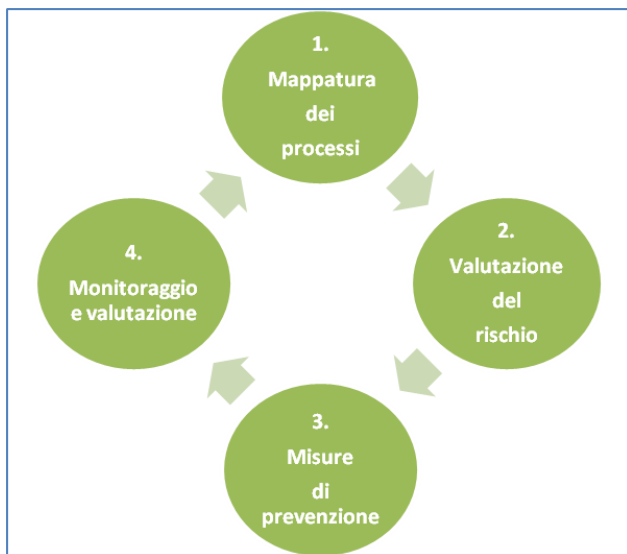 1.
Mappatura
dei
processi
2.
Valutazione
del
rischio
3.
Misure
di
prevenzione
4.
Monitoraggio
e valutazione